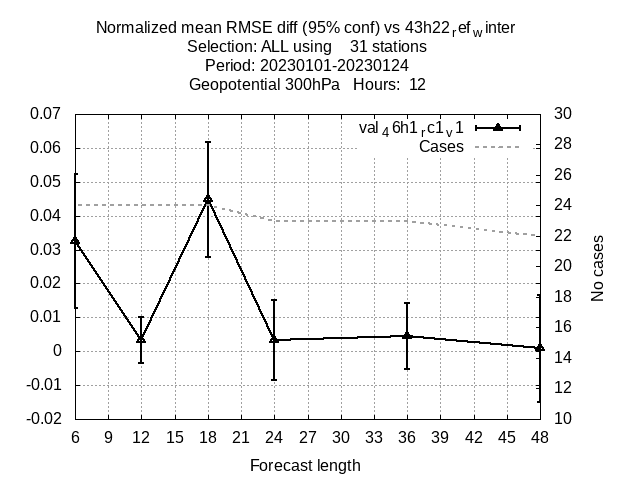 Normalized mean RMSE diff (95% conf) vs 43h22refwinter
Selection: ALL using 31 stations
Period: 20230101-20230124
Geopotential 300hPa Hours: 12
val46h1rc1v1
Cases
0.07
0.06
0.05
0.04
0.03
0.02
0.01
0
-0.01
-0.02
30
28
26
24
22
20
18
16
14
12
10
No cases
6 9 12 15 18 21 24 27 30 33 36 39 42 45 48
Forecast length